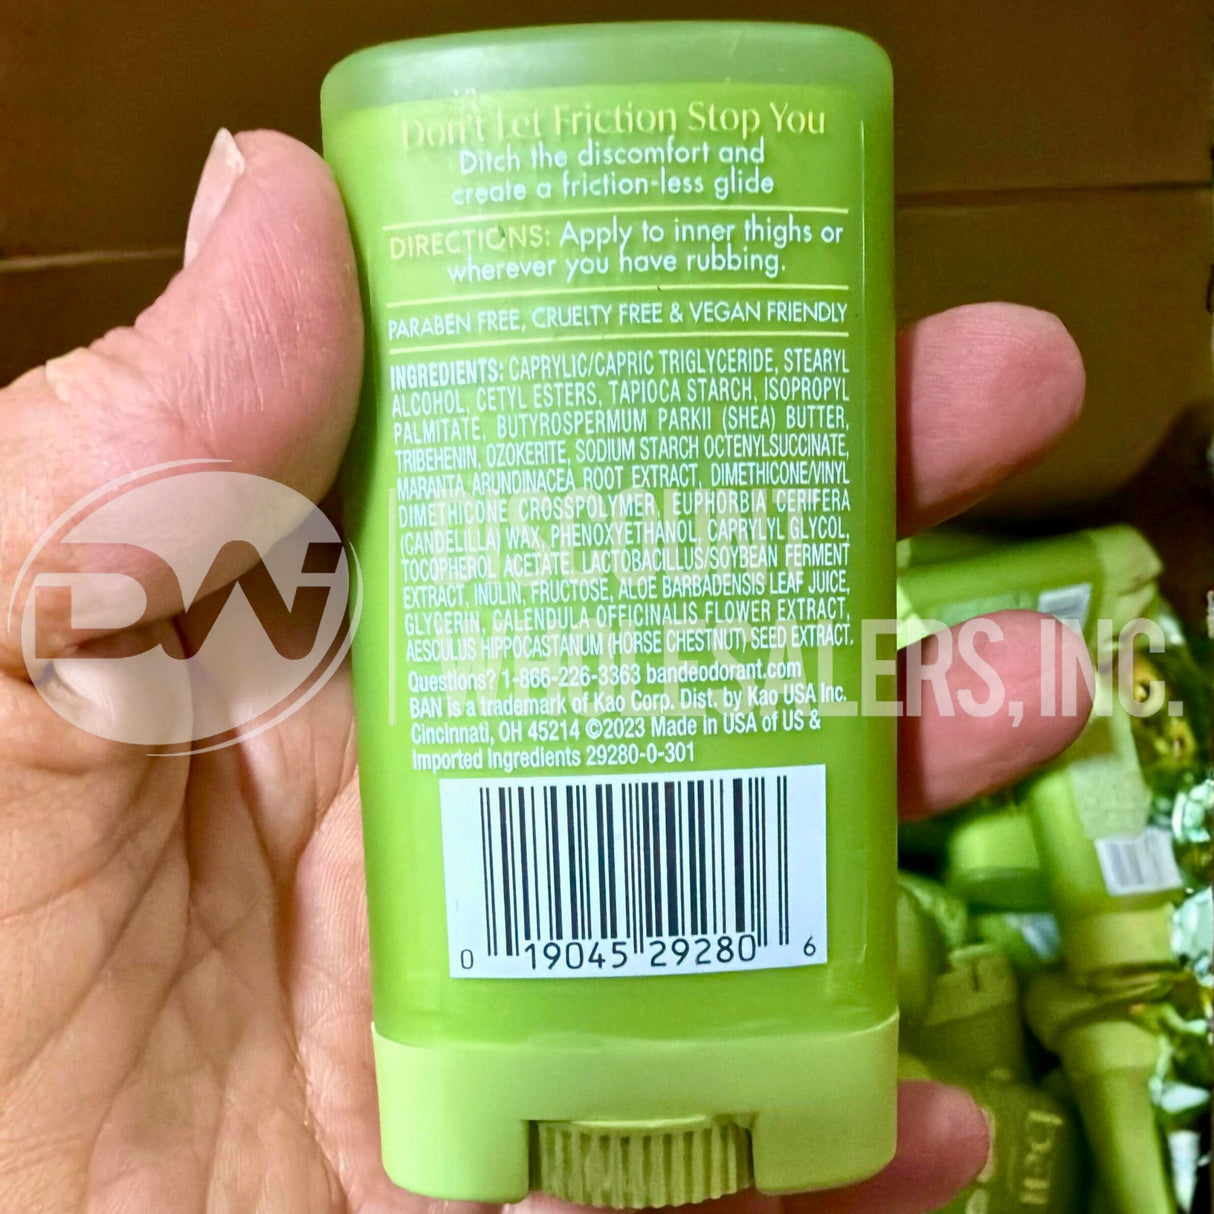 Don't Let Friction Stop You
Ditch the discomfort and
create a friction-less glide
DIRECTIONS: Apply to inner thighs or
wherever you have rubbing.
PARABEN FREE, CRUELTY FREE & VEGAN FRIENDLY
INGREDIENTS: CAPRYLIC/CAPRIC TRIGLYCERIDE, STEARYL
ALCOHOL, CETYL ESTERS, TAPIOCA STARCH, ISOPROPYL
PALMITATE, BUTYROSPERMUM PARKII (SHEA) BUTTER,
TRIBEHENIN, OZOKERITE, SODIUM STARCH OCTENYLSUCCINATE,
MARANTA ARUNDINACEA ROOT EXTRACT, DIMETHICONE/VINYL
DIMETHICONE CROSSPOLYMER, EUPHORBIA CERIFERA
(CANDELILLA) WAX, PHENOXYETHANOL, CAPRYLYL GLYCOL,
TOCOPHEROL ACETATE, LACTOBACILLUS/SOYBEAN FERMENT
EXTRACT, INULIN, FRUCTOSE, ALOE BARBADENSIS LEAF JUICE,
GLYCERIN, CALENDULA OFFICINALIS FLOWER EXTRACT,
AESCULUS HIPPOCASTANUM (HORSE CHESTNUT) SEED EXTRACT.
Questions? 1-866-226-3363 bandeodorant.com
BAN is a trademark of Kao Corp. Dist. by Kao USA Inc.
Cincinnati, OH 45214 ©2023 Made in USA of US &
Imported Ingredients 29280-0-301
0 19045 29280 6
DW
WHOLESALERS, INC.
ban